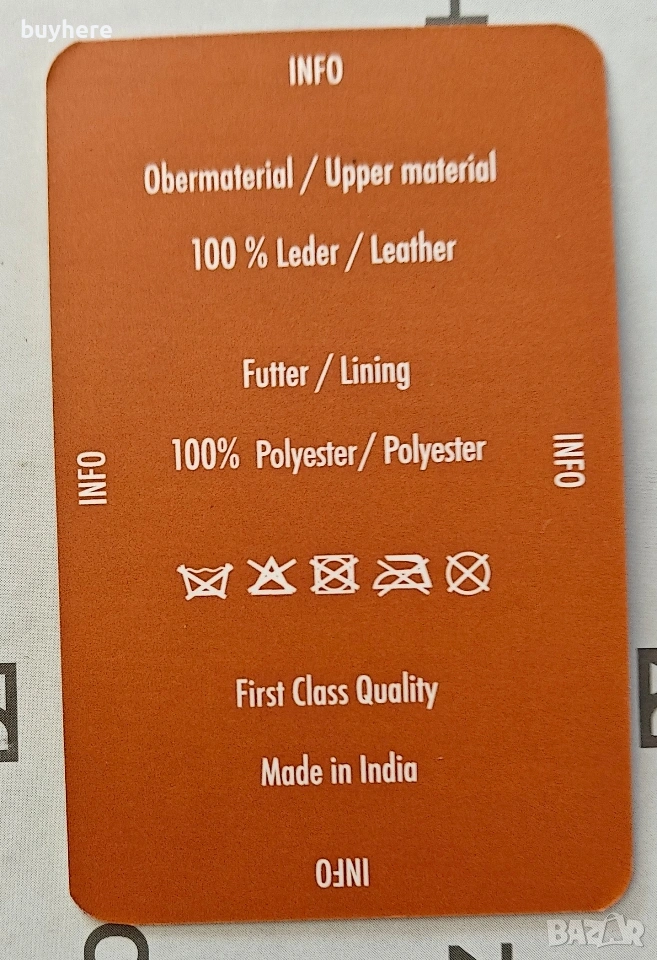 buyhere
INFO
Obermaterial / Upper material
100 % Leder / Leather
Futter / Lining
100% Polyester/ Polyester
INFO
INFO
First Class Quality
Made in India
INFO
BAZAR